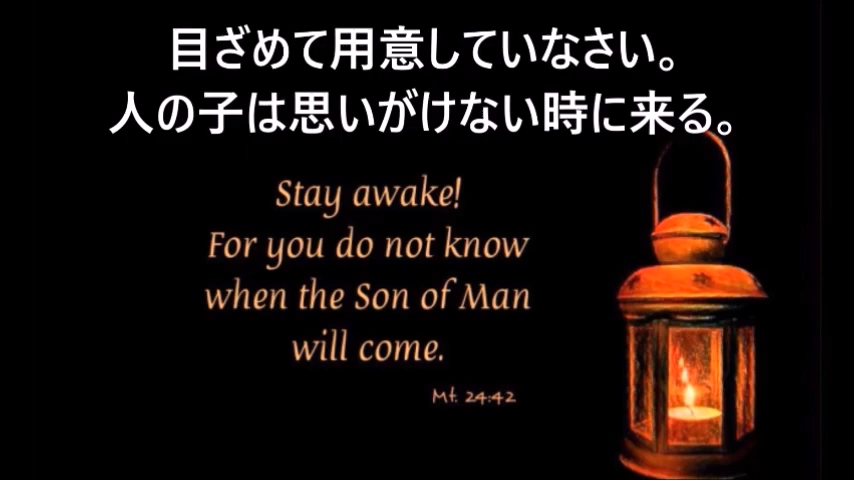 目ざめて用意していなさい。
人の子は思いがけない時に来る。
Stay awake!
For you do not know
when the Son of Man
will come.
Mt. 24:42